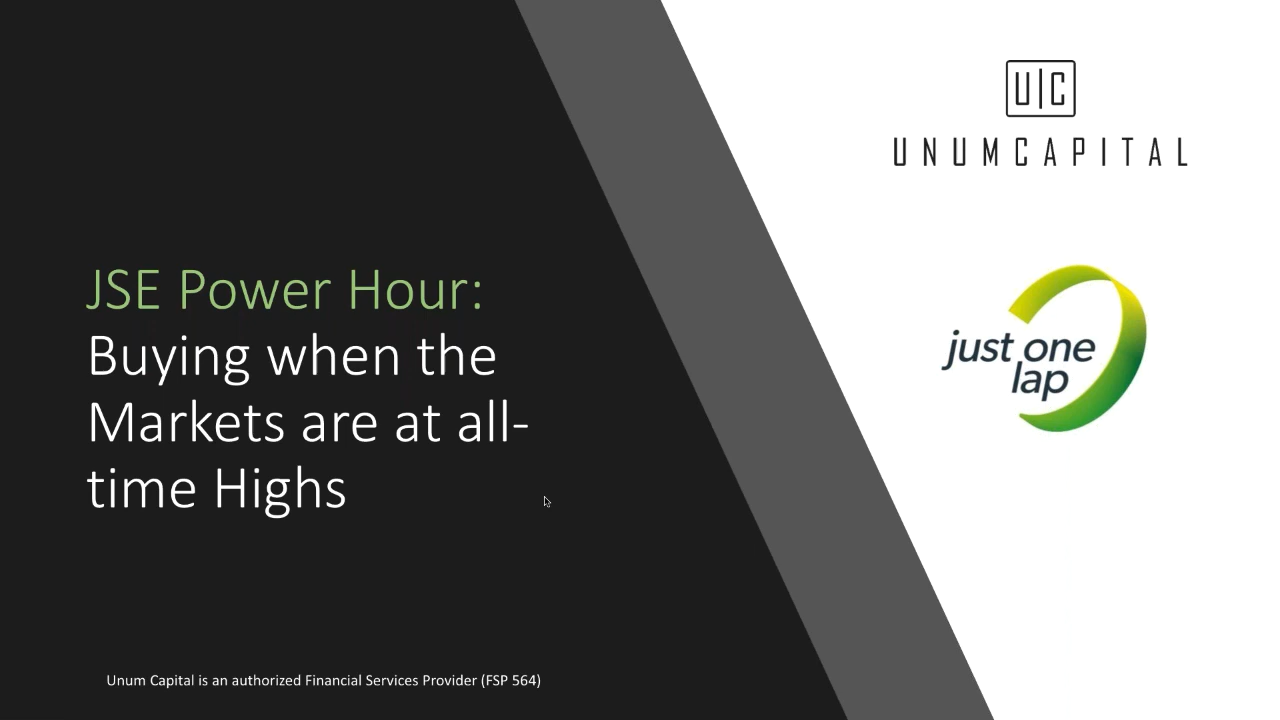 U|C
UNUMCAPITAL
just one
lap
JSE Power Hour:
Buying when the
Markets are at all-
time Highs
Unum Capital is an authorized Financial Services Provider (FSP 564)